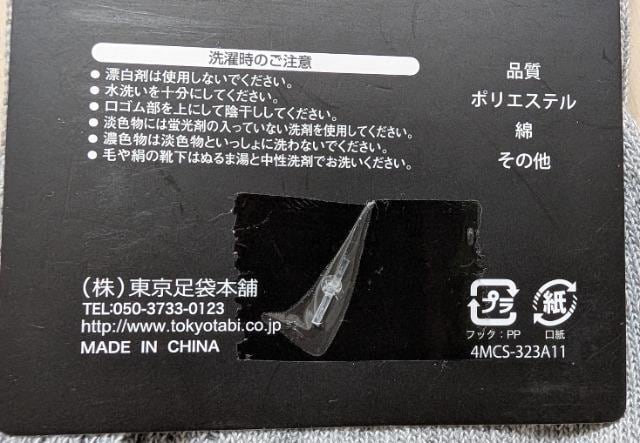 洗濯時のご注意
● 漂白剤は使用しないでください。
● 水洗いを十分にしてください。
● 口ゴム部を上にして陰干ししてください。
● 淡色物には蛍光剤の入っていない洗剤を使用してください。
● 濃色物は淡色物といっしょに洗わないでください。
● 毛や絹の靴下はぬるま湯と中性洗剤でお洗いください。
品質
ポリエステル
綿
その他
(株)東京足袋本舗
TEL:050-3733-0123
http://www.tokyotabi.co.jp
MADE IN CHINA
プラ
フック:PP
紙
口紙
4MCS-323A11